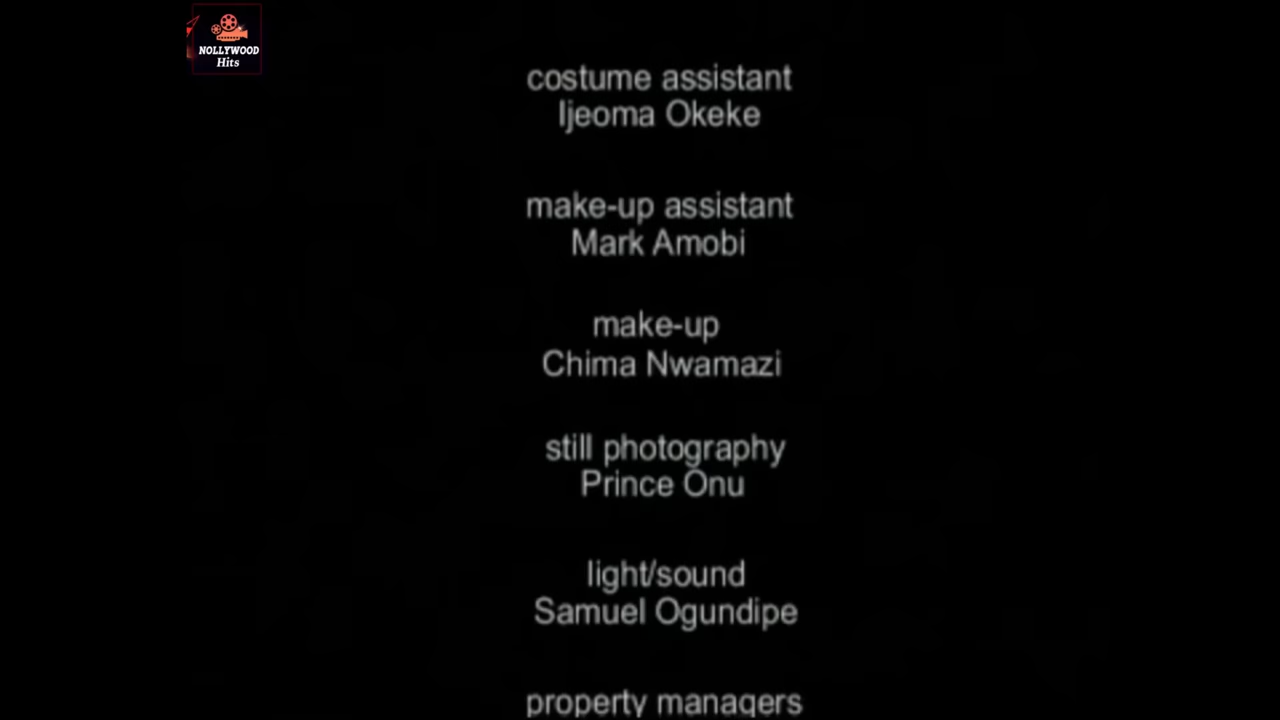 NOLLYWOOD
Hits
costume assistant
Ijeoma Okeke
make-up assistant
Mark Amobi
make-up
Chima Nwamazi
still photography
Prince Onu
light/sound
Samuel Ogundipe
property managers